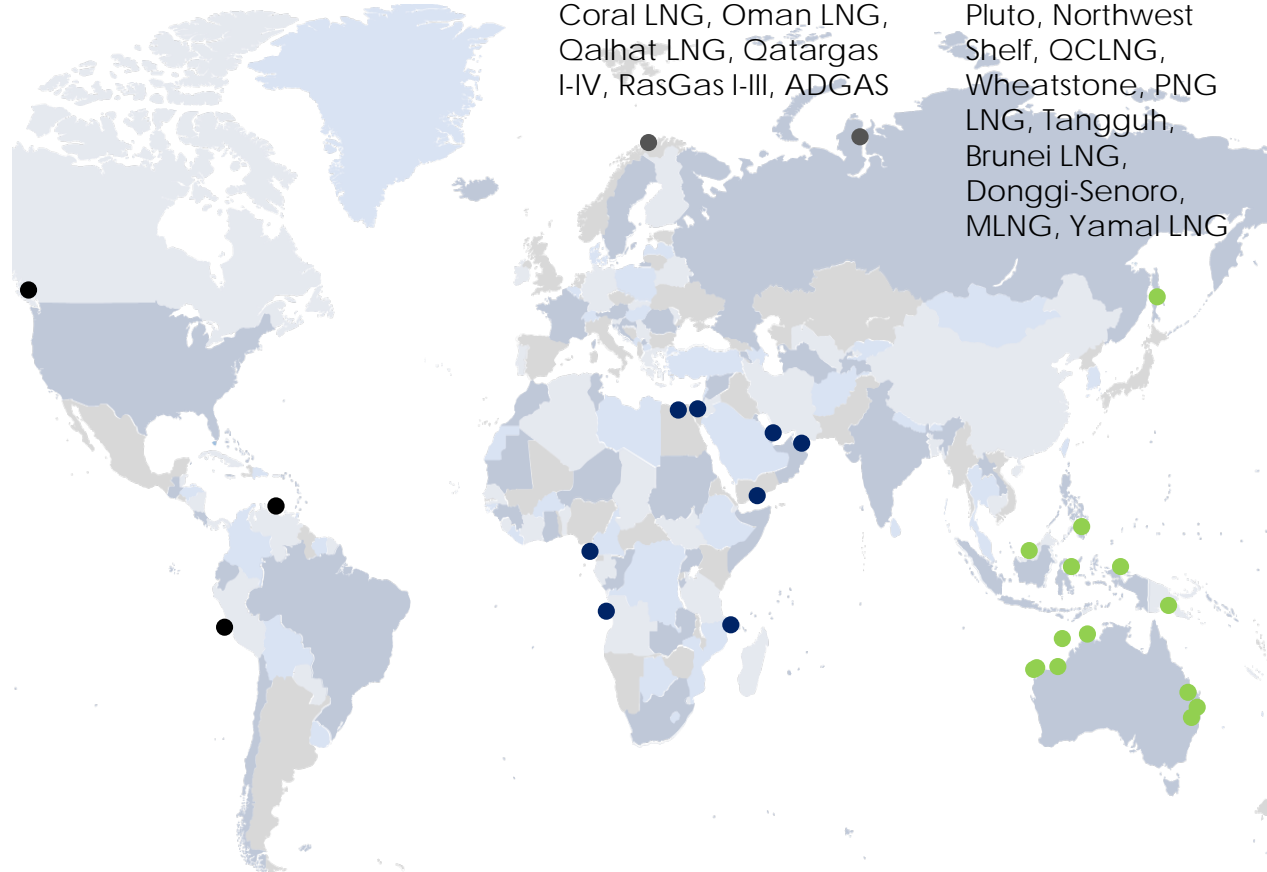 Coral LNG, Oman LNG,
Qalhat LNG, Qatargas
I-IV, RasGas I-III, ADGAS
Pluto, Northwest
Shelf, QCLNG,
Wheatstone, PNG
LNG, Tangguh,
Brunei LNG,
Donggi-Senoro,
MLNG, Yamal LNG